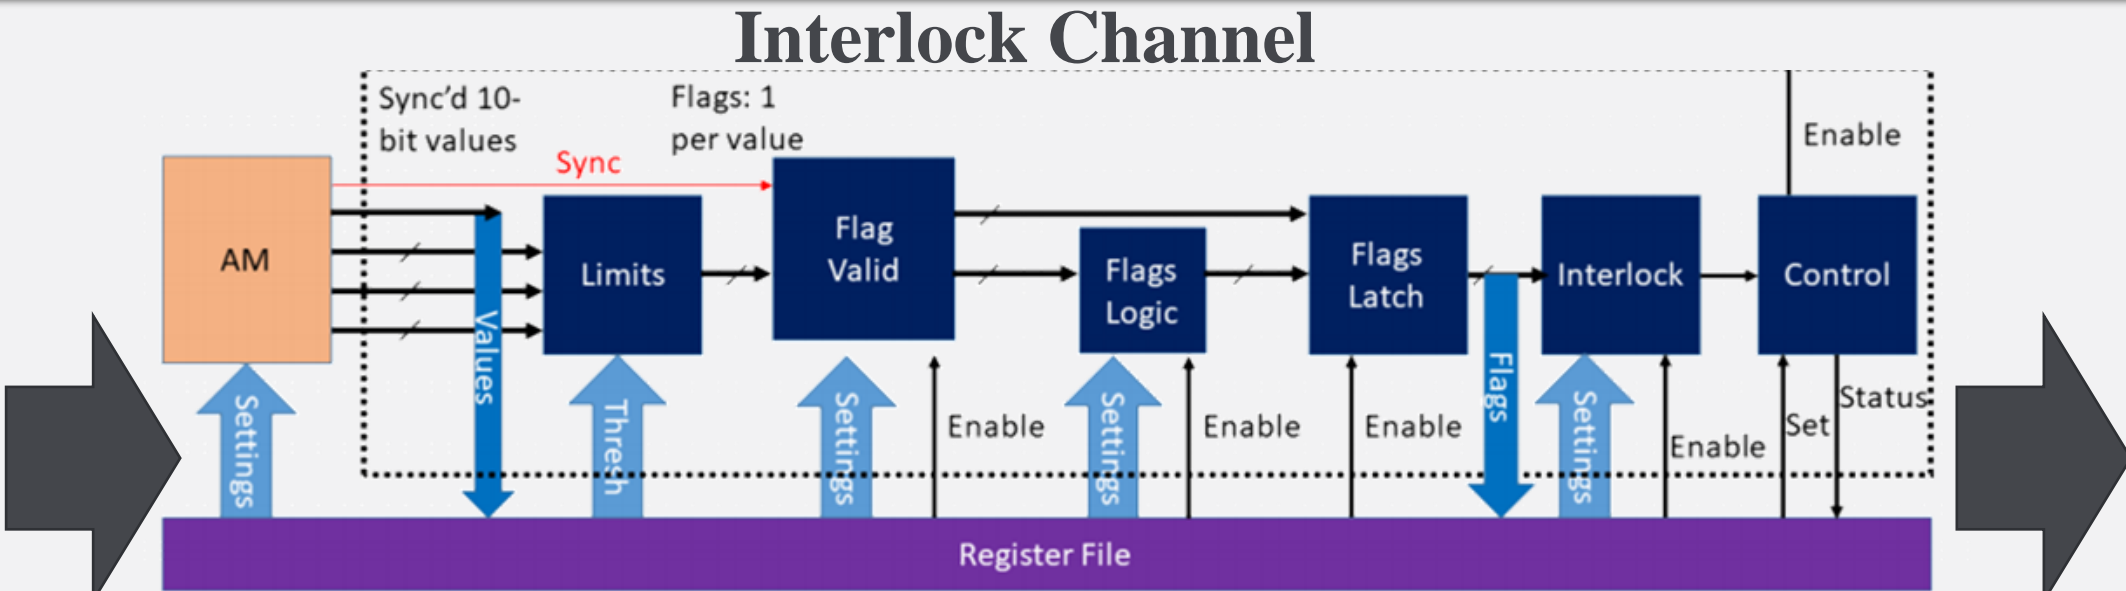 Interlock Channel
Sync'd 10-
bit values
Flags: 1
per value
Sync
Enable
AM
Limits
Flag
Valid
Flags
Logic
Flags
Latch
Interlock
Control
Settings
Values
Thresh
Settings
Enable
Settings
Enable
Enable
Flags
Settings
Enable
Set
Status
Register File